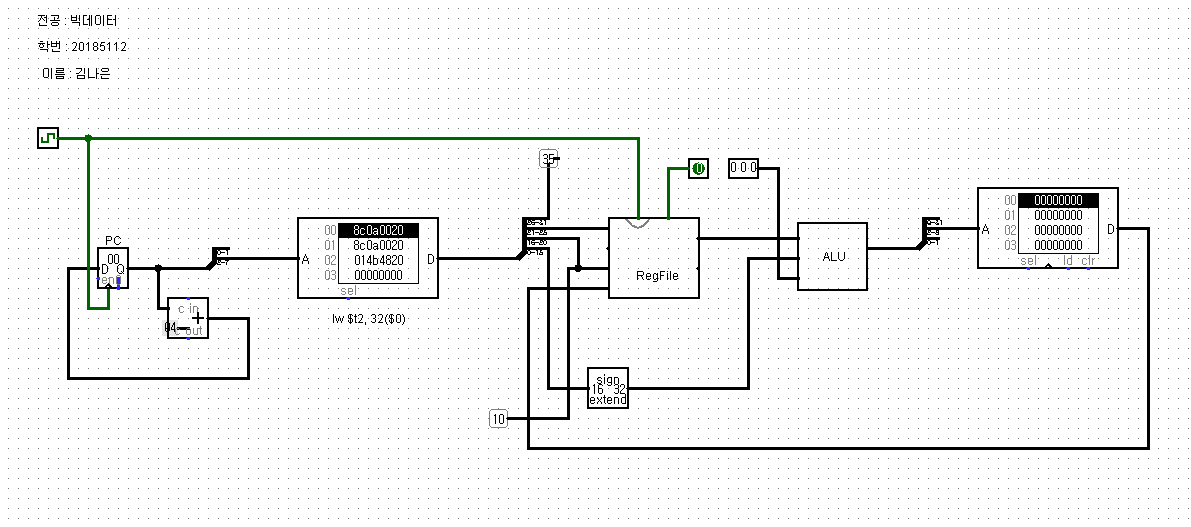 전공 : 빅데이터
학번 : 20185112
이름 : 김나은
35
0
0 0 0
PC
00
D Q
en
c in
04
c out
A
00 8c0a0020
01 8c0a0020
02 014b4820
03 00000000
D
sel
lw $t2, 32($0)
RegFile
ALU
A
00 00000000
01 00000000
02 00000000
03 00000000
D
sel
ld
clr
sign
16 32
extend
10